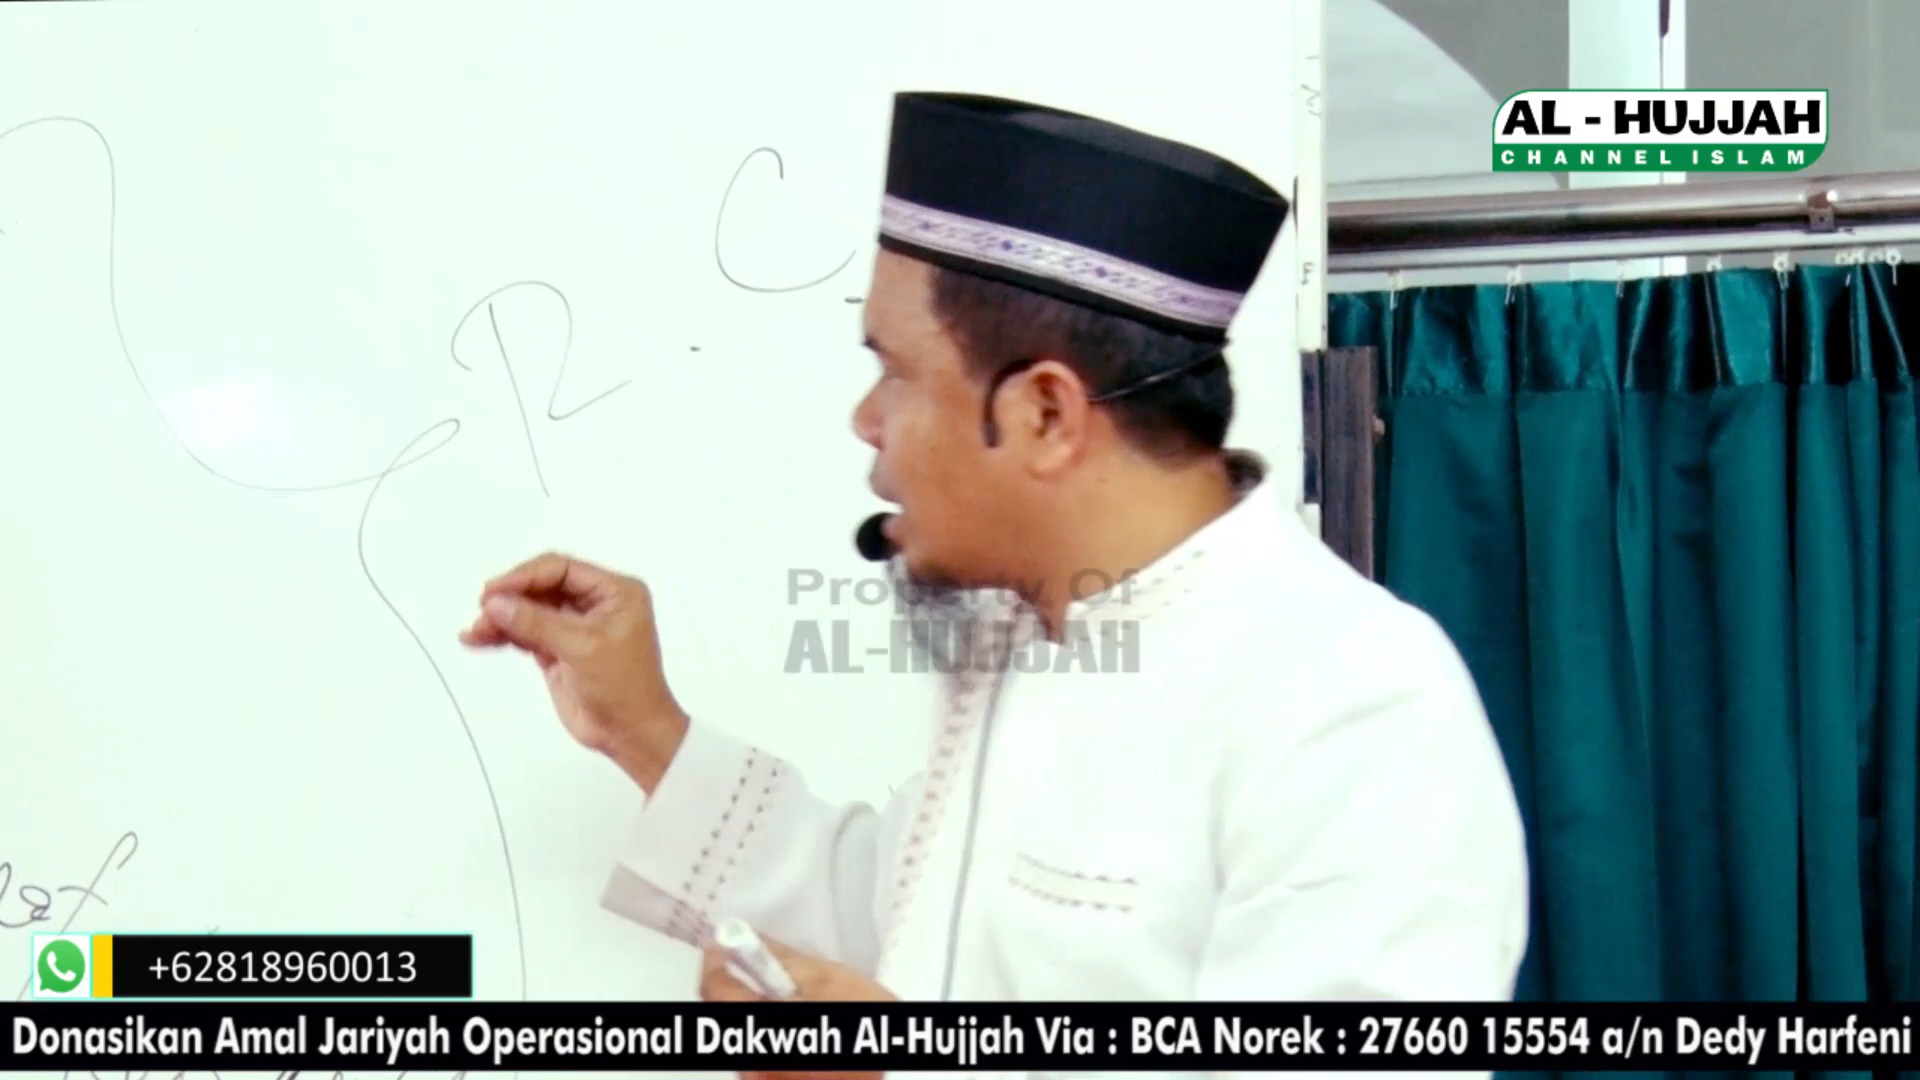 AL - HUJJAH
CHANNEL ISLAM
R . C
Property Of
AL-HUJJAH
+62818960013
Donasikan Amal Jariyah Operasional Dakwah Al-Hujjah Via : BCA Norek : 27660 15554 a/n Dedy Harfeni